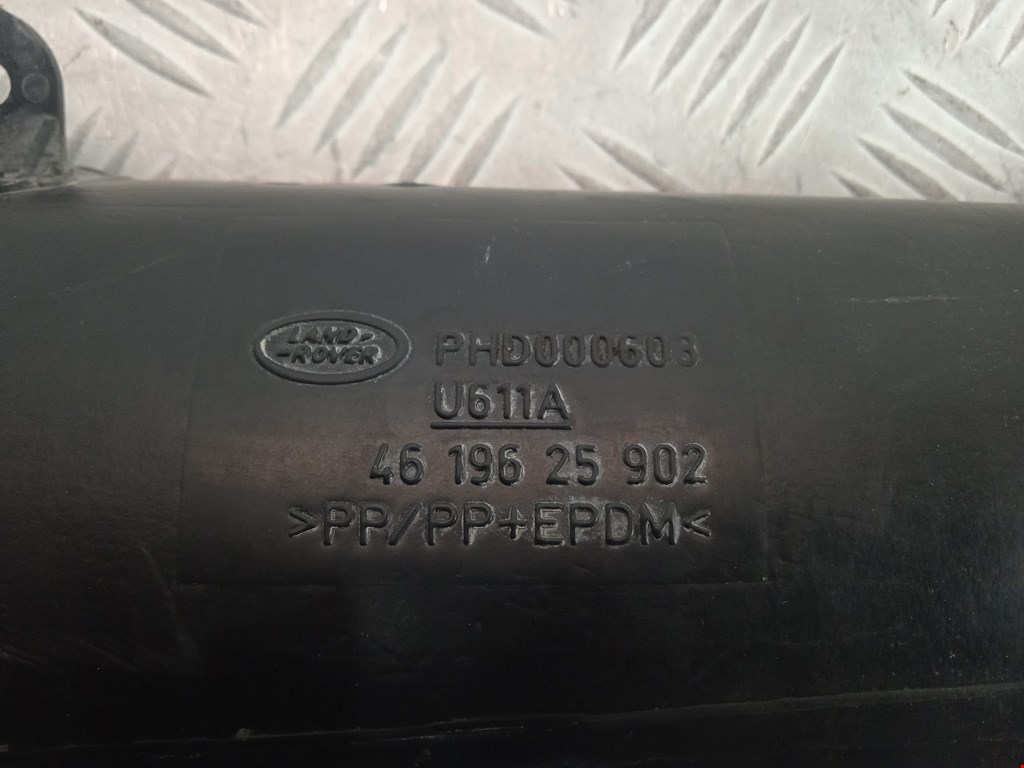 LAND-
-ROVER
PHD000603
U611A
46 196 25 902
>PP/PP+EPDM<